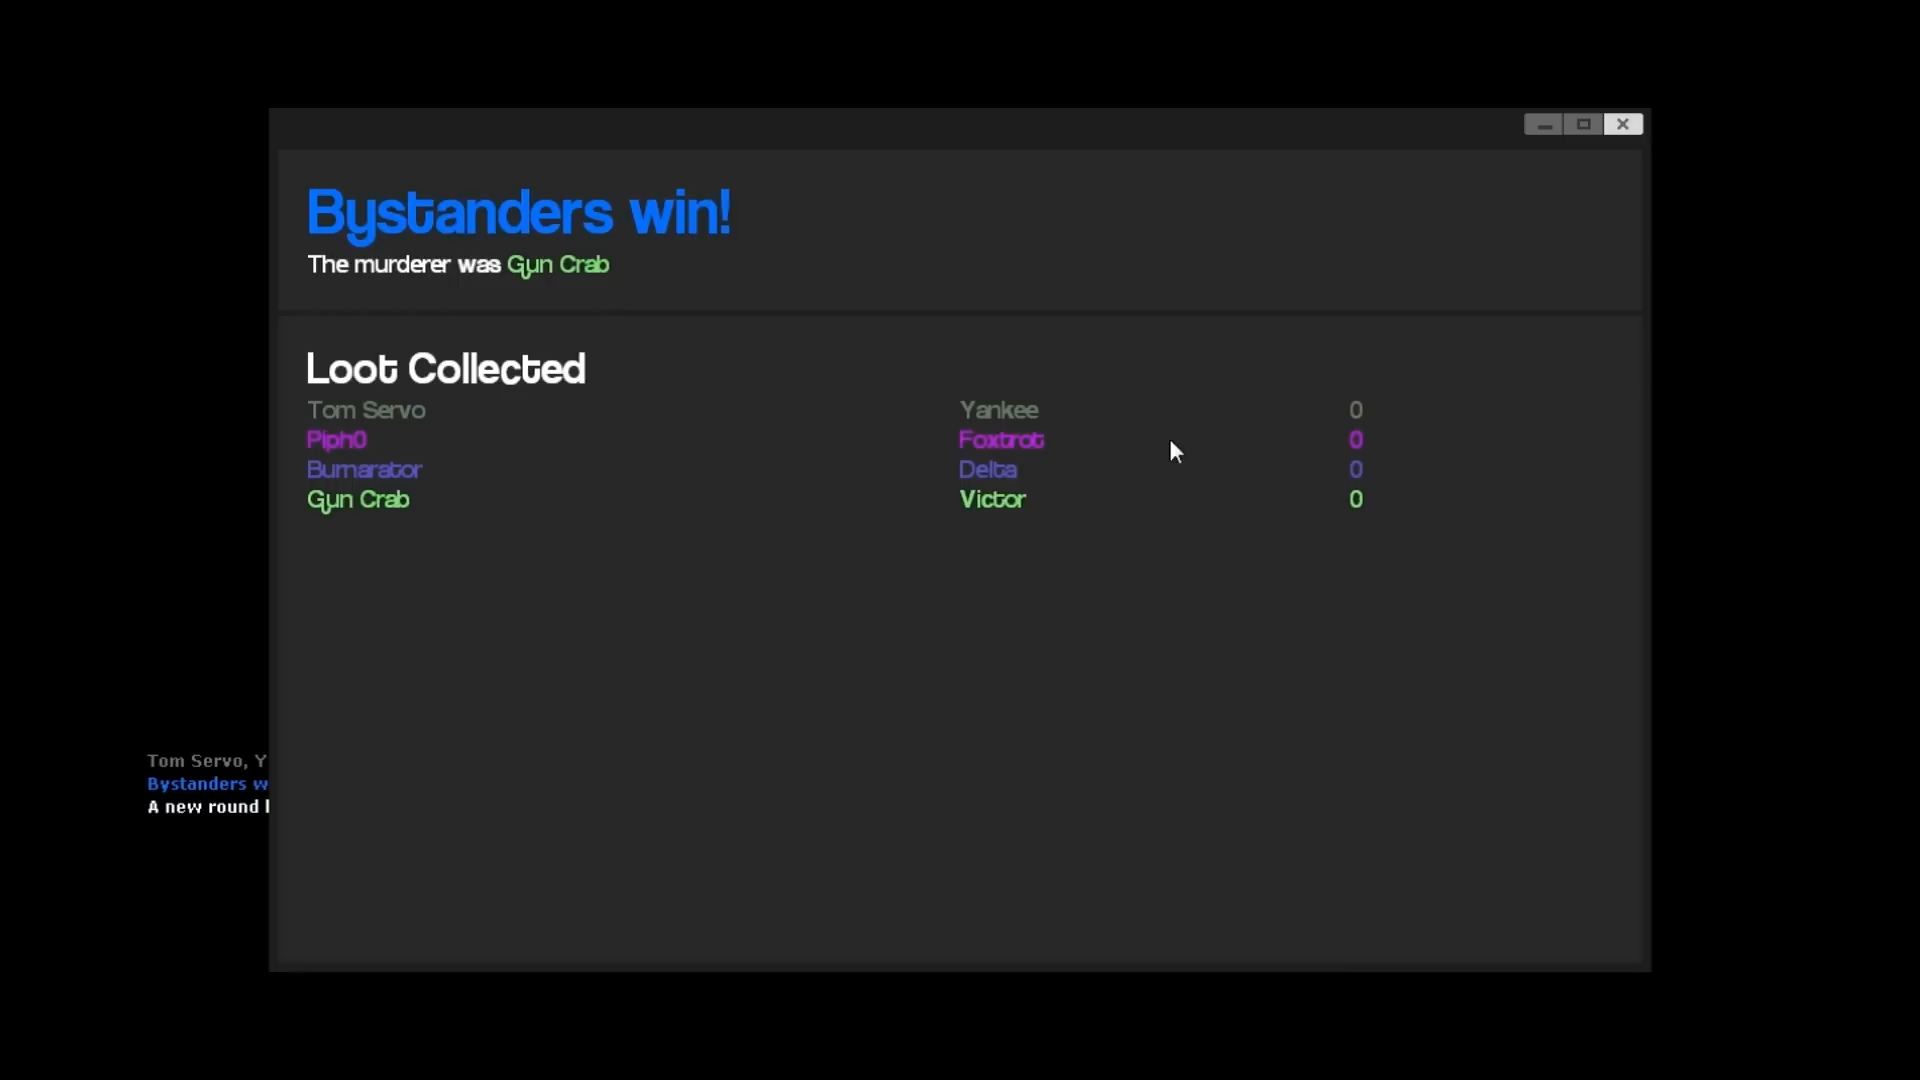 Bystanders win!
The murderer was Gun Crab
Loot Collected
Tom Servo Yankee 0
Piph0 Foxtrot 0
Burnarator Delta 0
Gun Crab Victor 0
Tom Servo, Y
Bystanders w
A new round